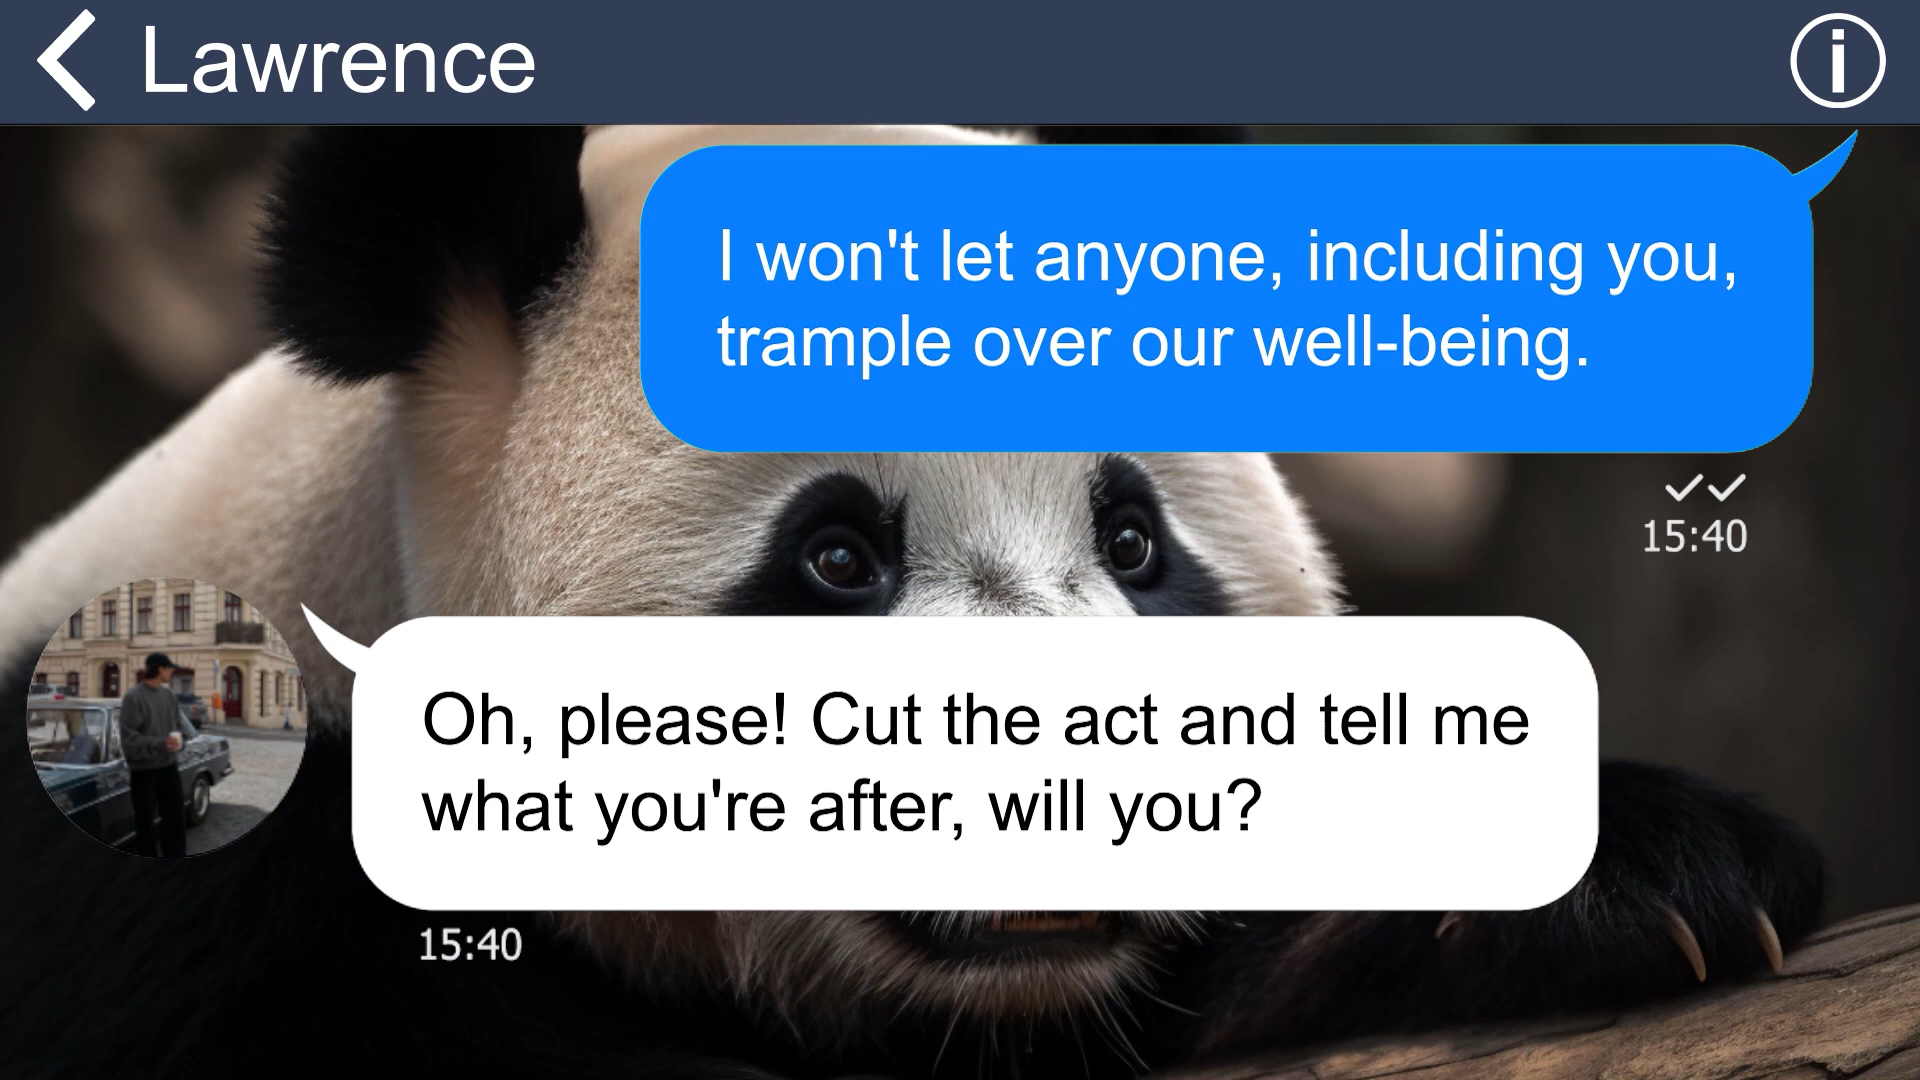 Lawrence
I won't let anyone, including you,
trample over our well-being.
15:40
Oh, please! Cut the act and tell me
what you're after, will you?
15:40